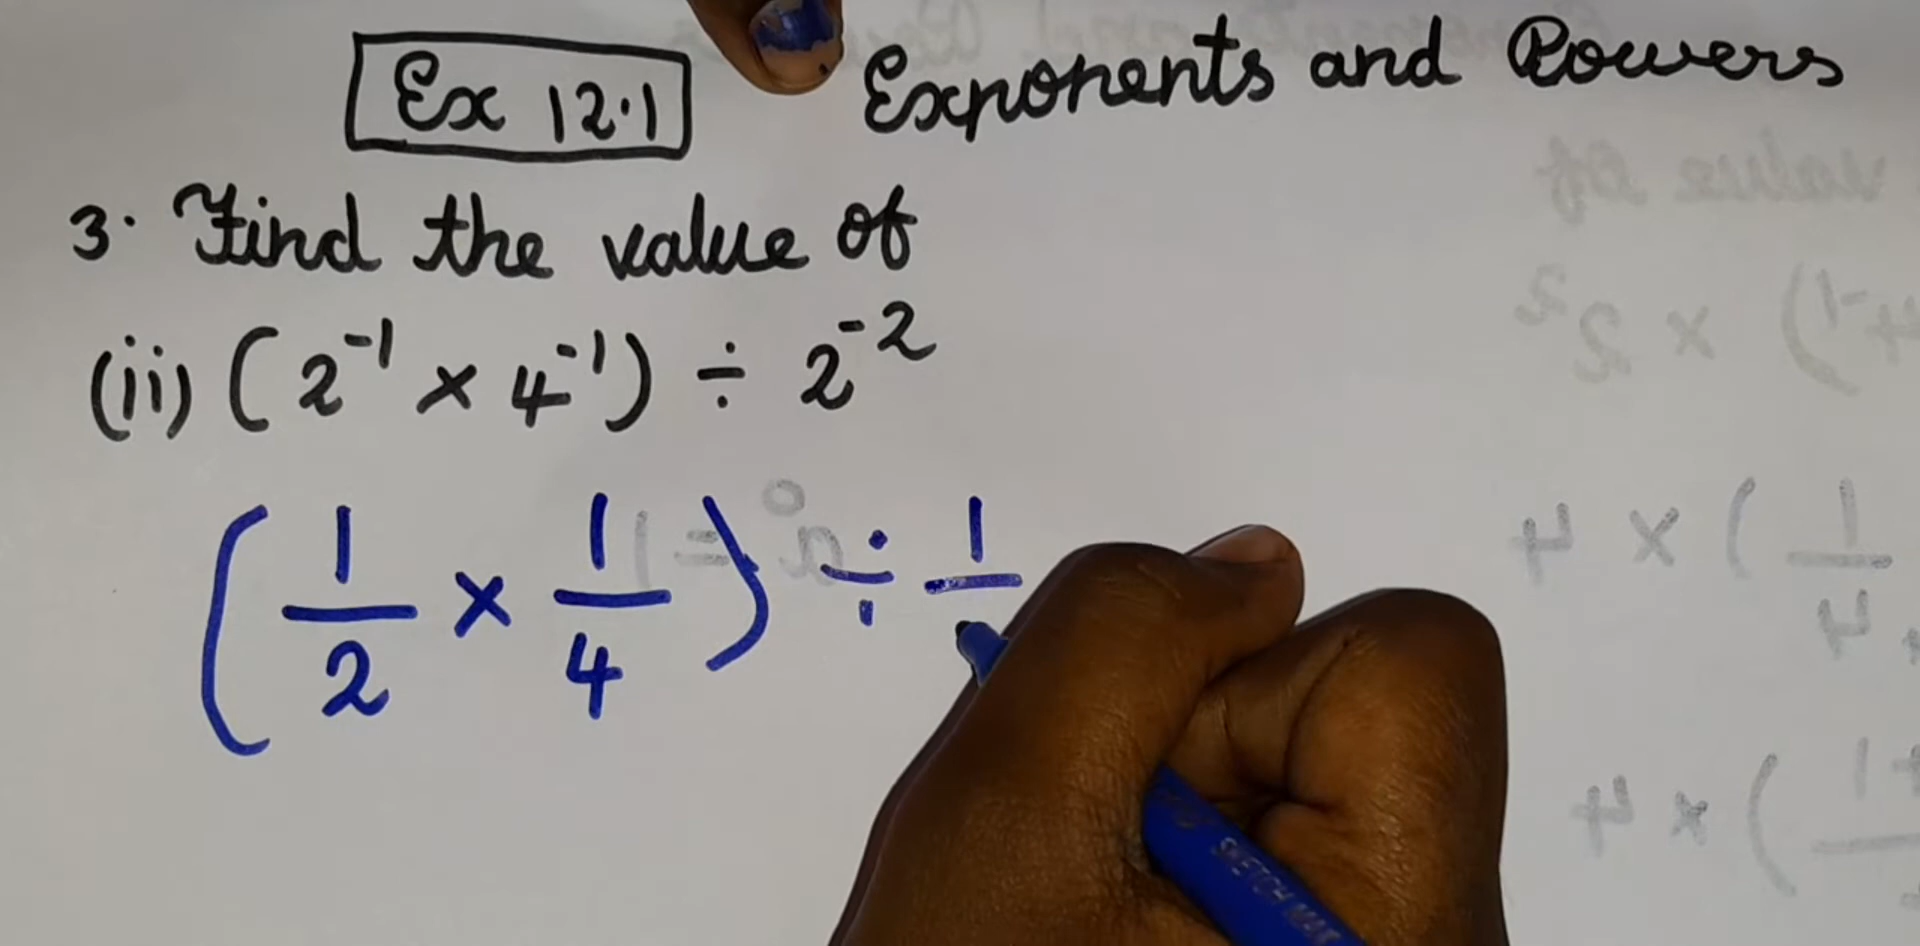 Ex 12.1 Exponents and Powers
3. Find the value of
(ii) (2⁻¹ × 4⁻¹) ÷ 2⁻²
(1/2 × 1/4) ÷ 1/
SKETCH